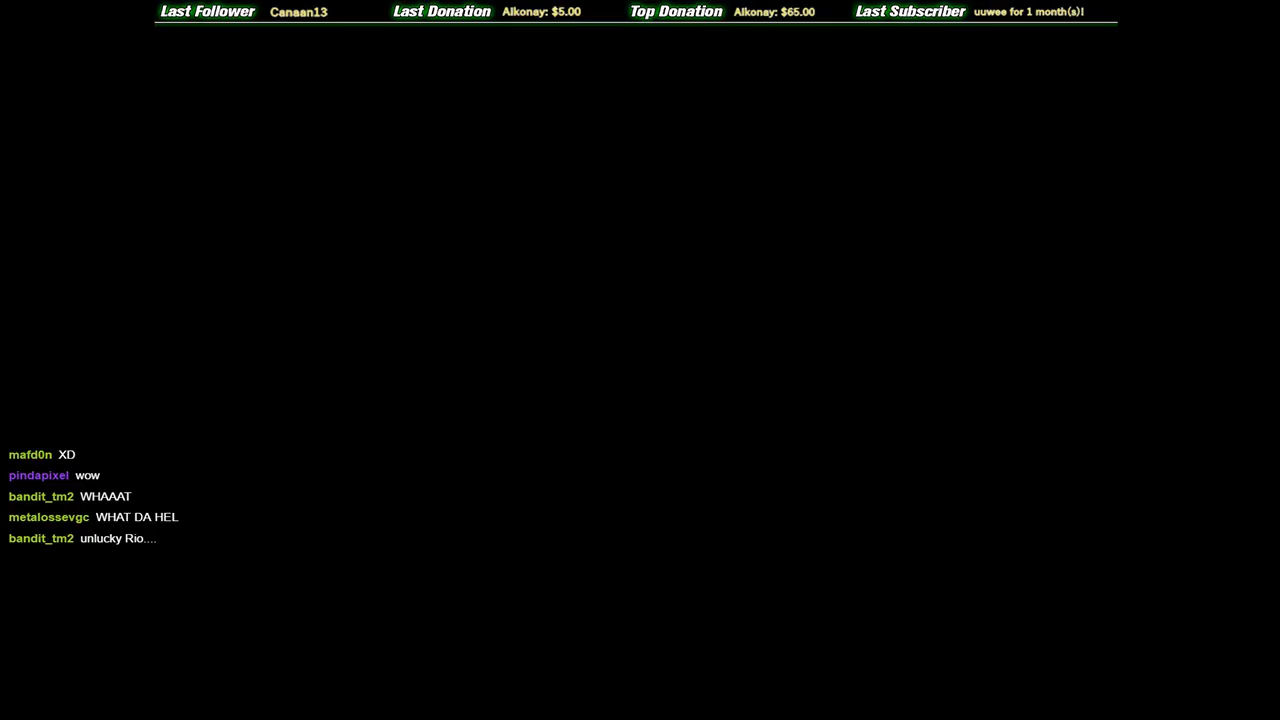 Last Follower Canaan13 Last Donation Alkonay: $5.00 Top Donation Alkonay: $65.00 Last Subscriber uuwee for 1 month(s)!
mafd0n XD
pindapixel wow
bandit_tm2 WHAAAT
metalossevgc WHAT DA HEL
bandit_tm2 unlucky Rio....